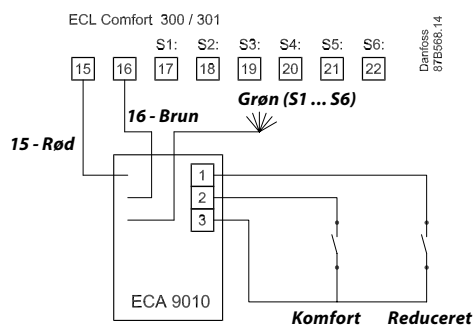 ECL Comfort 300 / 301
Danfoss
87B568.14
S1: S2: S3: S4: S5: S6:
15 16 17 18 19 20 21 22
Grøn (S1 ... S6)
16 - Brun
15 - Rød
1
2
3
ECA 9010
Komfort Reduceret